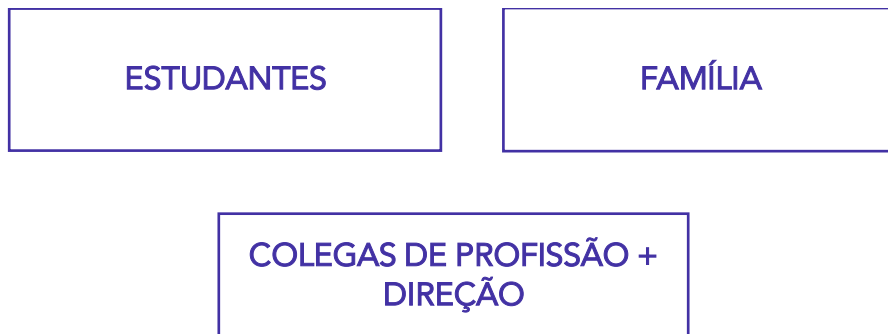 ESTUDANTES
FAMÍLIA
COLEGAS DE PROFISSÃO +
DIREÇÃO